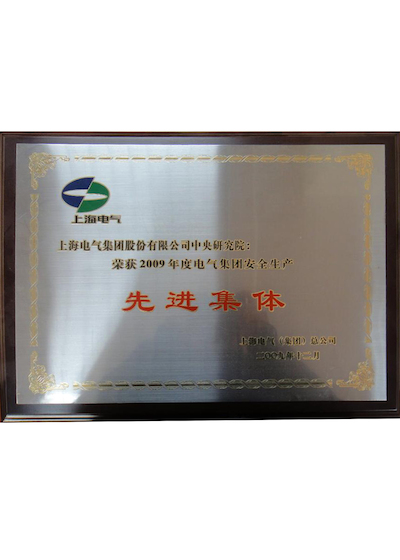 上海电气
上海电气集团股份有限公司中央研究院：
荣获2009年度电气集团安全生产
先进集体
上海电气（集团）总公司
二〇〇九年十二月